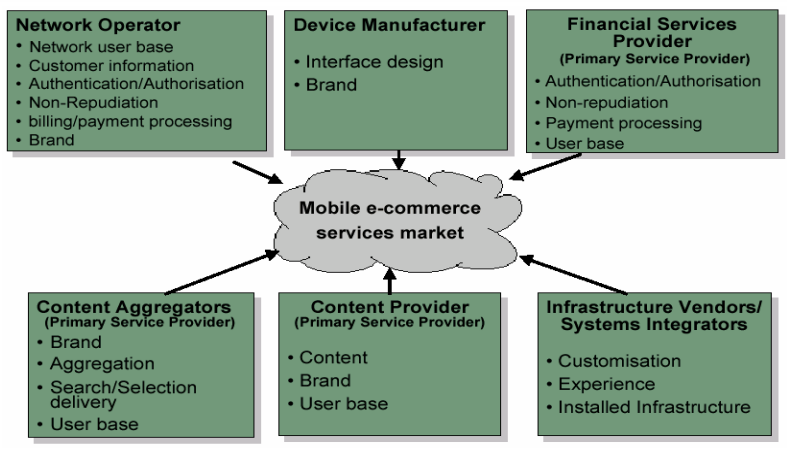 Network Operator
• Network user base
• Customer information
• Authentication/Authorisation
• Non-Repudiation
• billing/payment processing
• Brand
Device Manufacturer
• Interface design
• Brand
Financial Services
Provider
(Primary Service Provider)
• Authentication/Authorisation
• Non-repudiation
• Payment processing
• User base
Mobile e-commerce
services market
Content Aggregators
(Primary Service Provider)
• Brand
• Aggregation
• Search/Selection
delivery
• User base
Content Provider
(Primary Service Provider)
• Content
• Brand
• User base
Infrastructure Vendors/
Systems Integrators
• Customisation
• Experience
• Installed Infrastructure